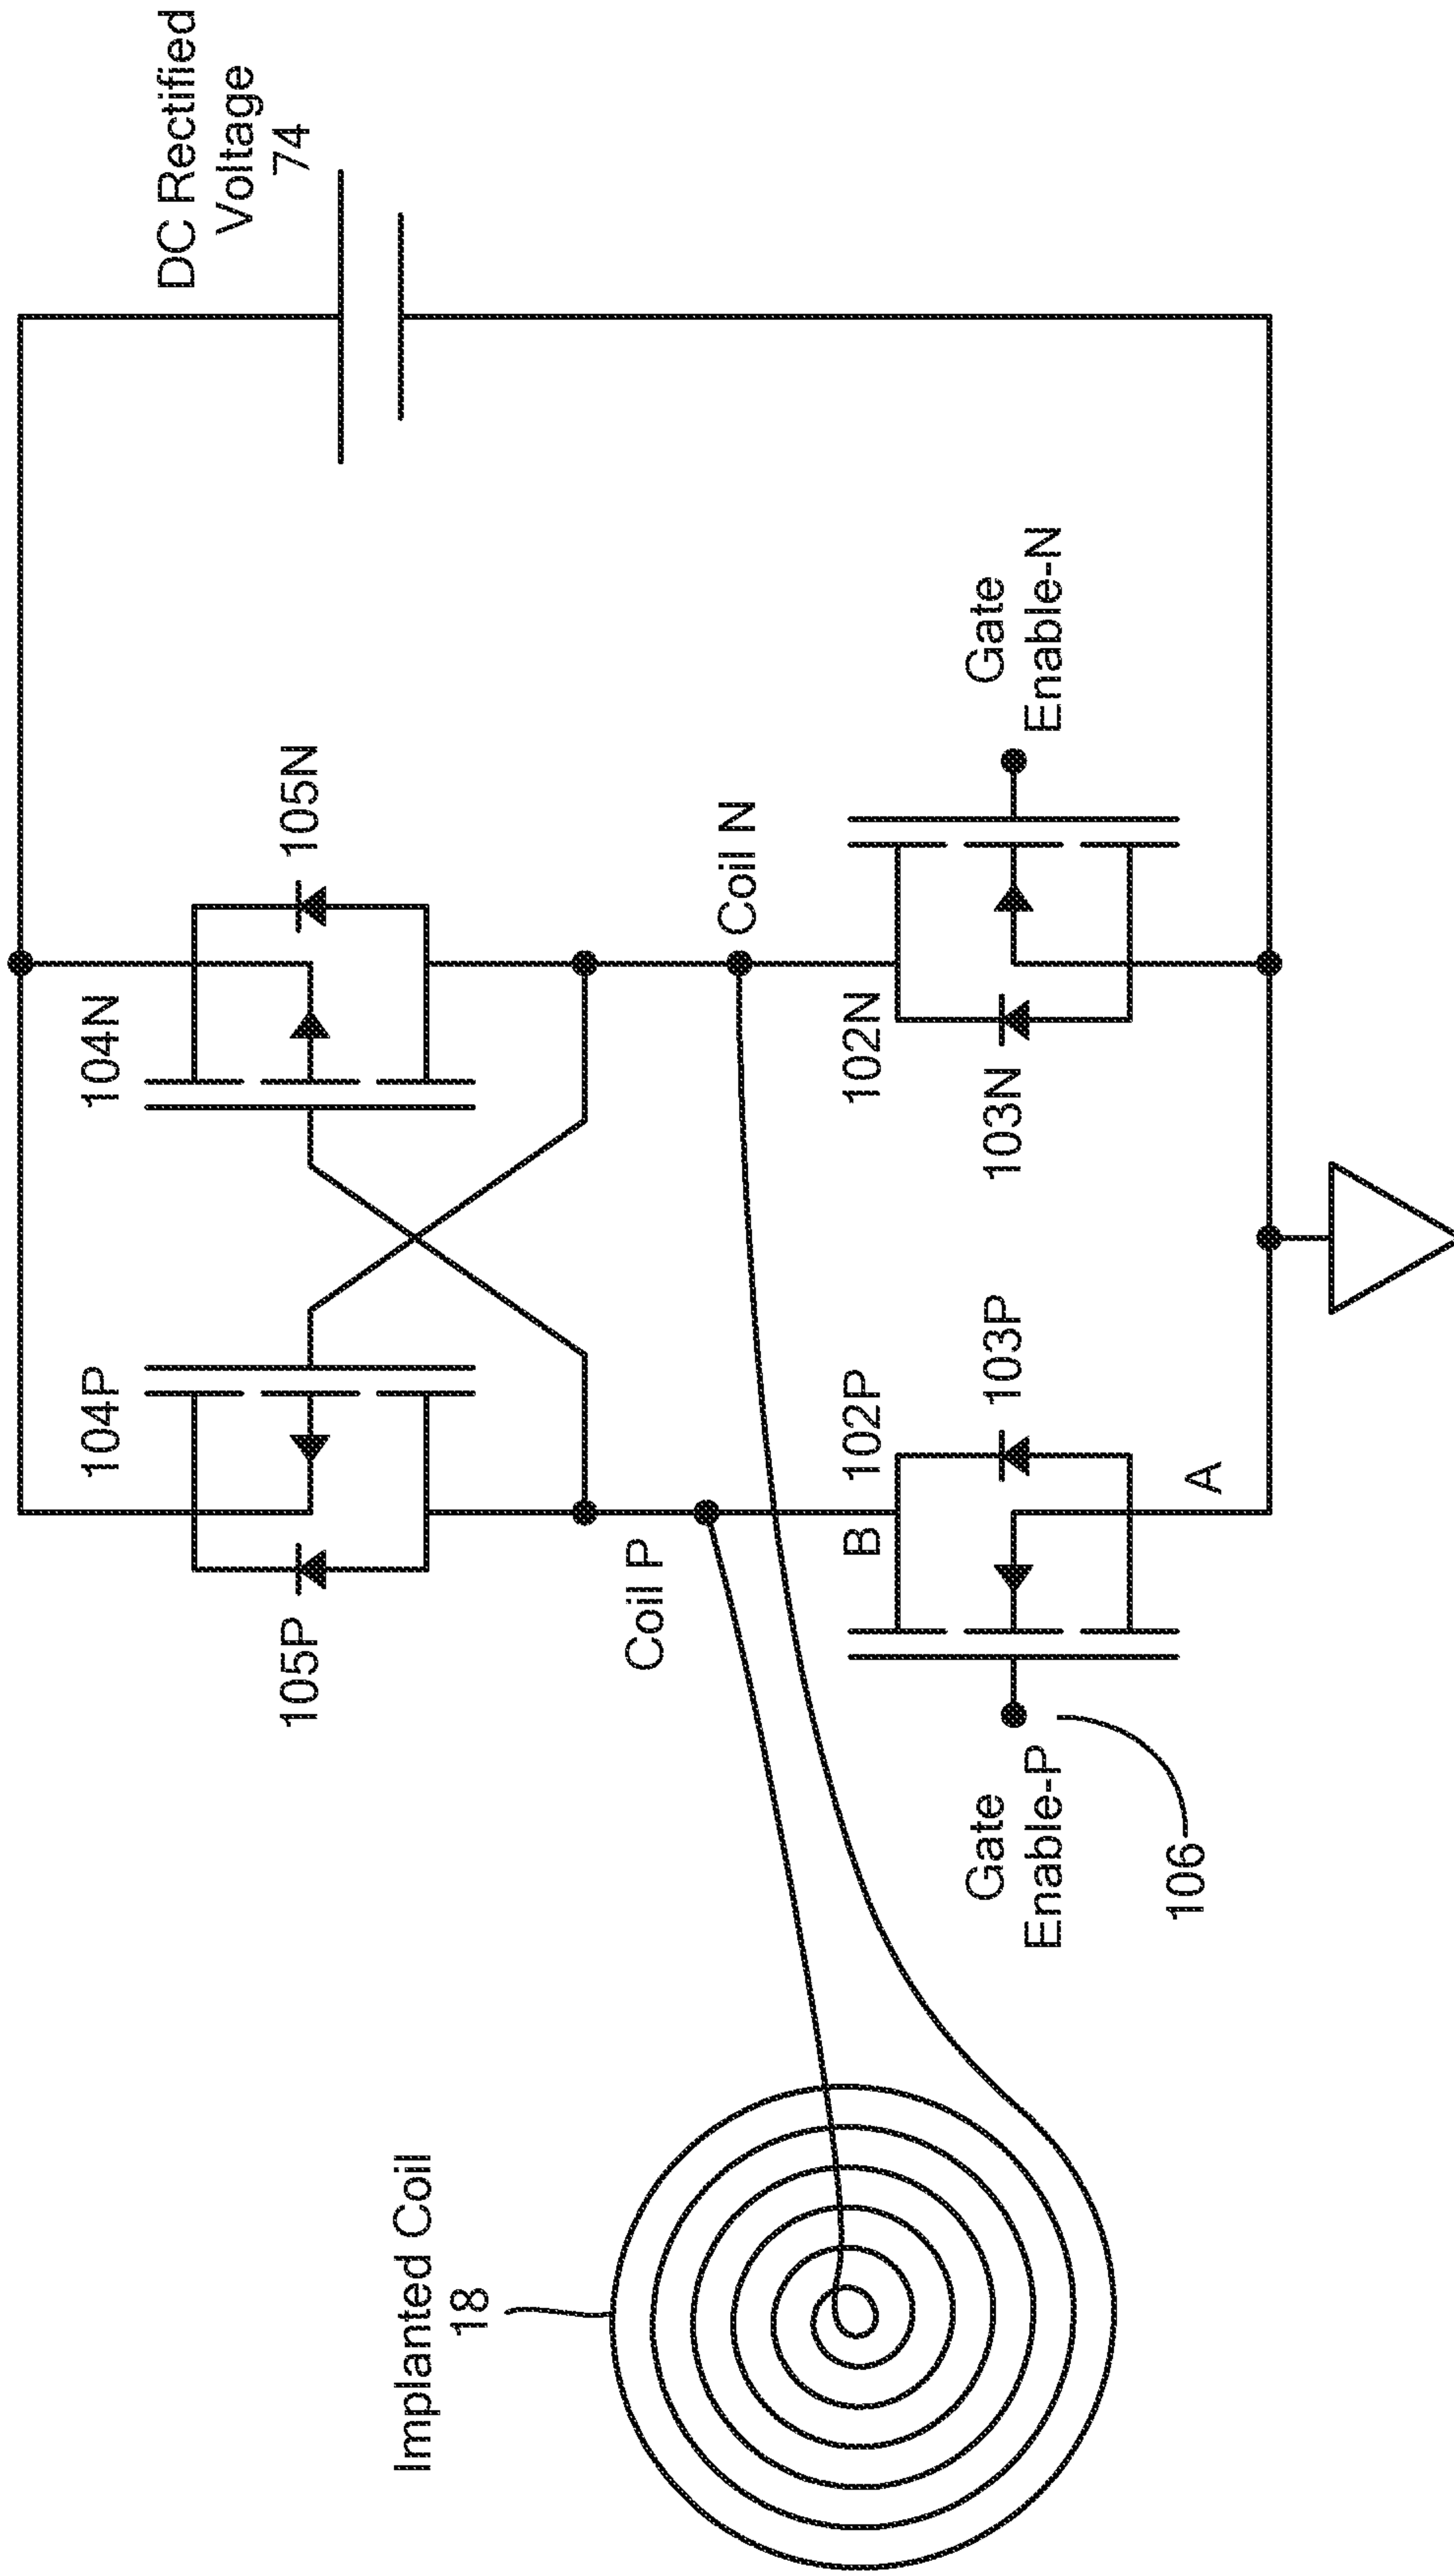 DC Rectified
Voltage
74
104P
104N
105P
105N
Coil P
Coil N
Implanted Coil
18
B
102P
102N
103P
103N
A
Gate
Enable-P
106
Gate
Enable-N